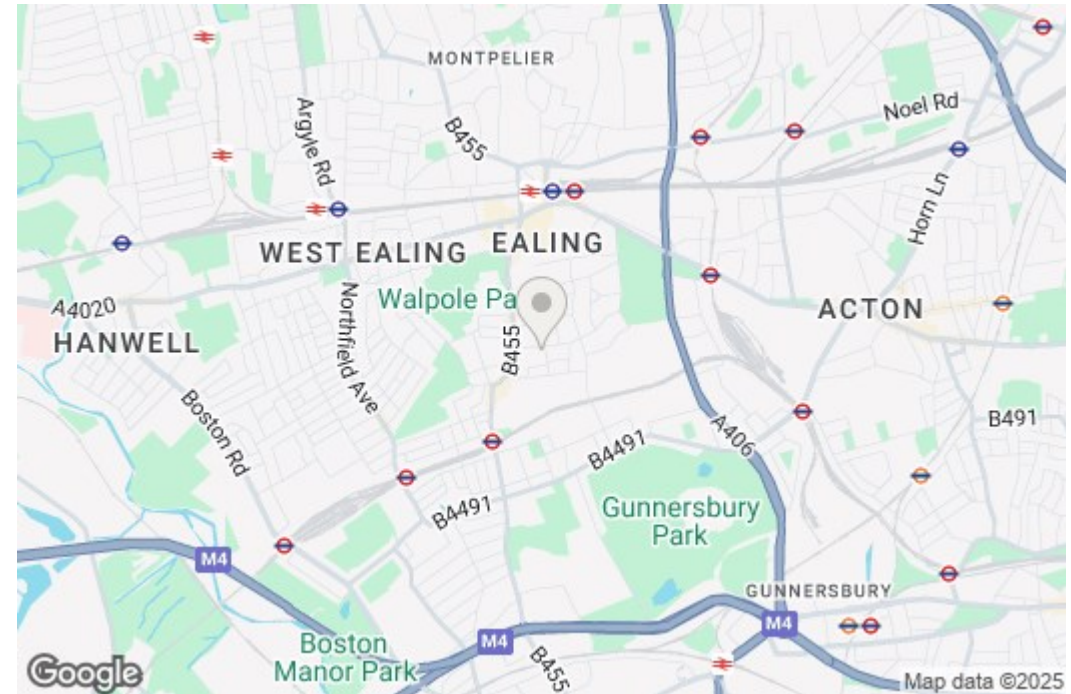 MONTPELIER
Noel Rd
Argyle Rd
B455
Horn Ln
WEST EALING
EALING
Walpole Pa
A4020
HANWELL
Northfield Ave
B455
ACTON
Boston Rd
B491
A406
B4491
B4491
Gunnersbury
Park
M4
GUNNERSBURY
M4
M4
Boston
Manor Park
B455
Google
Map data ©2025